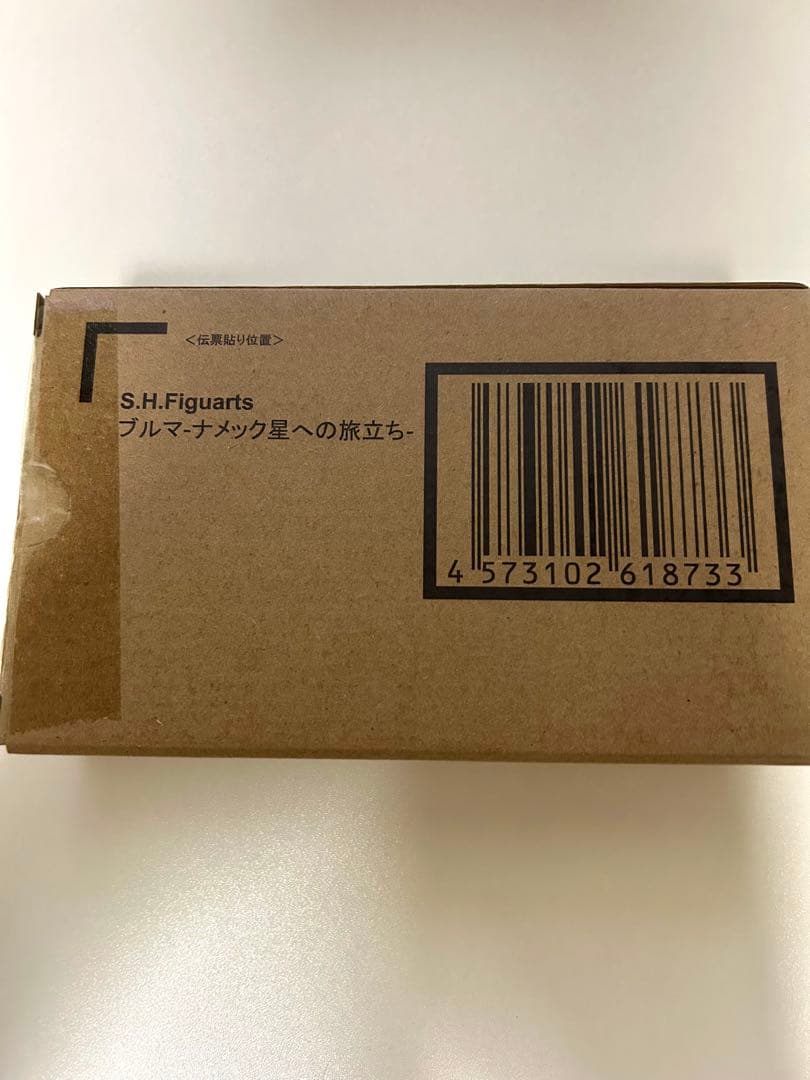 ＜伝票貼り位置＞
S.H.Figuarts
ブルマ-ナメック星への旅立ち-
4 573102 618733